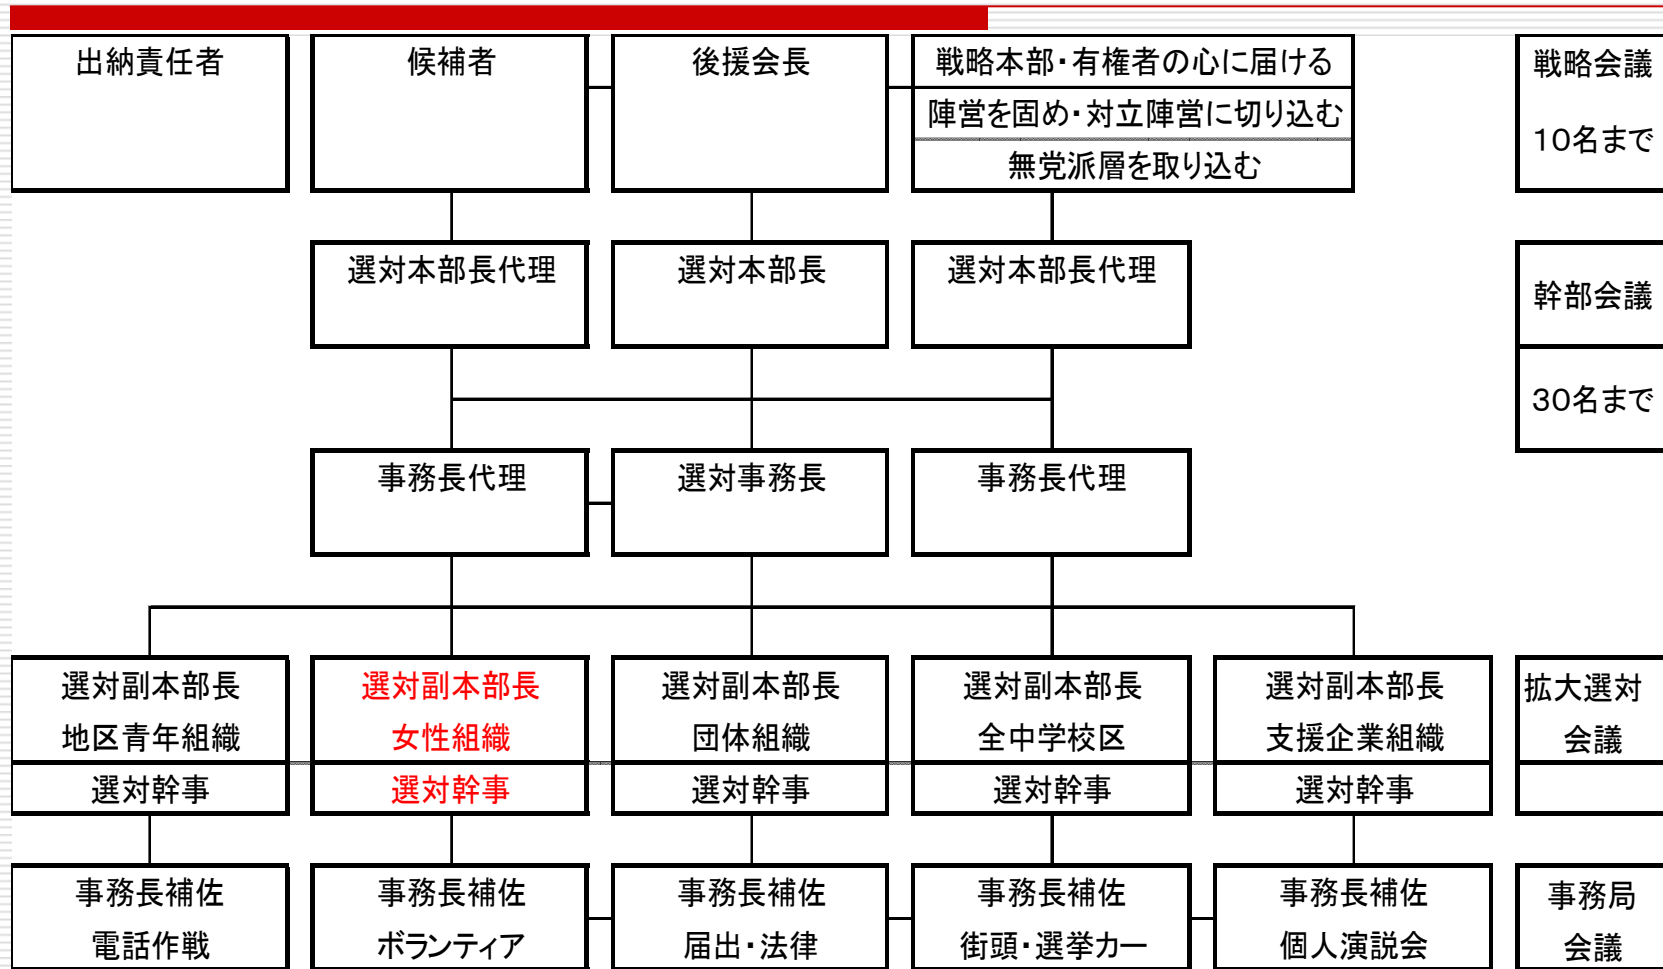 出納責任者
候補者
後援会長
戦略本部・有権者の心に届ける
陣営を固め・対立陣営に切り込む
無党派層を取り込む
戦略会議
10名まで
選対本部長代理
選対本部長
選対本部長代理
幹部会議
30名まで
事務長代理
選対事務長
事務長代理
選対副本部長
地区青年組織
選対幹事
選対副本部長
女性組織
選対幹事
選対副本部長
団体組織
選対幹事
選対副本部長
全中学校区
選対幹事
選対副本部長
支援企業組織
選対幹事
拡大選対
会議
事務長補佐
電話作戦
事務長補佐
ボランティア
事務長補佐
届出・法律
事務長補佐
街頭・選挙カー
事務長補佐
個人演説会
事務局
会議